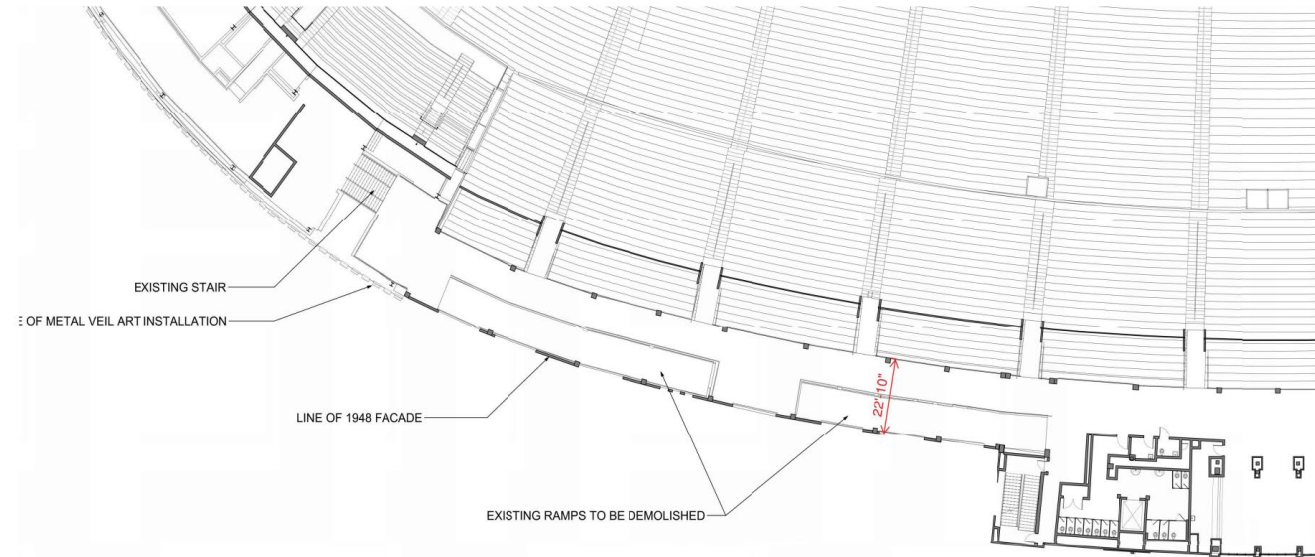 EXISTING STAIR
E OF METAL VEIL ART INSTALLATION
LINE OF 1948 FACADE
22'-10"
EXISTING RAMPS TO BE DEMOLISHED